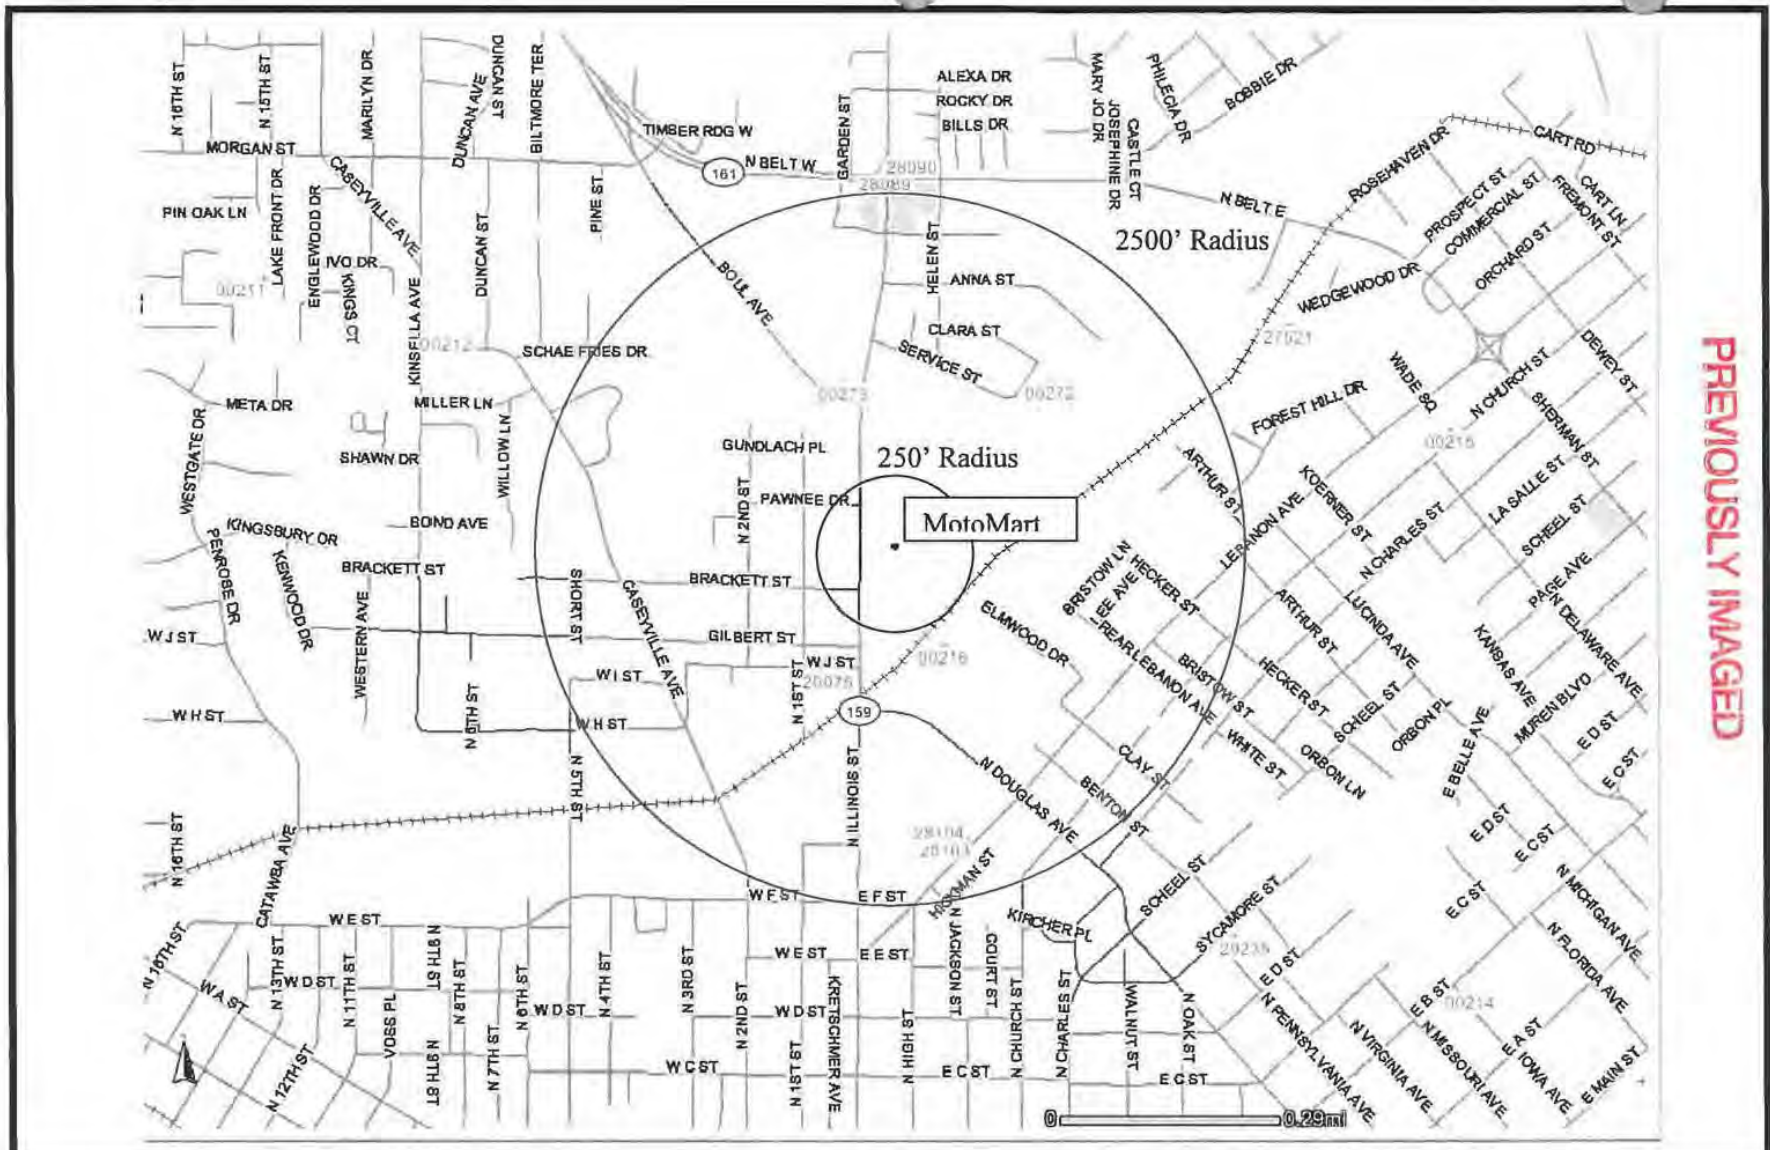 N 16TH ST
N 15TH ST
MARILYN DR
DUNCAN AVE
DUNCAN ST
BILTMORE TER
TIMBER RDG W
ALEXA DR
ROCKY DR
BILLS DR
GARDEN ST
MARY JO DR
JOSEPHINE DR
CASTLE CT
PHILECIA DR
BOBBIE DR
MORGAN ST
CASEYVILLE AVE
161
N BELT W
28090
28089
N BELT E
ROSEHAVEN DR
CART RD
CART LN
FREMONT ST
PROSPECT ST
COMMERCIAL ST
ORCHARD ST
PIN OAK LN
LAKE FRONT DR
ENGLEWOOD DR
IVO DR
KINGS CT
DUNCAN ST
PINE ST
2500' Radius
HELEN ST
ANNA ST
BOUL AVE
WEDGEWOOD DR
00211
KINSELLA AVE
00212
SCHAE FRIES DR
CLARA ST
SERVICE ST
00273
00272
27521
DEWEY ST
WADE SQ
N CHURCH ST
SHERMAN ST
META DR
MILLER LN
WILLOW LN
WESTGATE DR
SHAWN DR
GUNDLACH PL
250' Radius
FOREST HILL DR
00215
ARTHUR ST
KOERNER ST
LA SALLE ST
SCHEEL ST
N 2ND ST
PAWNEE DR
MotoMart
LEBANON AVE
N CHARLES ST
KINGSBURY DR
BOND AVE
PENROSE DR
KENWOOD DR
BRACKETT ST
BRACKETT ST
SHORT ST
CASEYVILLE AVE
BRISTOW LN
EE AVE
HECKER ST
REAR LEBANON AVE
ARTHUR ST
LUCINDA AVE
PAGE AVE
N DELAWARE AVE
KANSAS AVE
W J ST
WESTERN AVE
GILBERT ST
ELMWOOD DR
00216
W J ST
20076
W I ST
N 1ST ST
BRISTOW ST
HECKER ST
SCHEEL ST
ORBON PL
MUREN BLVD
E D ST
E C ST
W H ST
N 8TH ST
W H ST
159
WHITE ST
ORBON LN
E BELLE AVE
N 5TH ST
N ILLINOIS ST
N DOUGLAS AVE
CLAY ST
BENTON ST
N 16TH ST
CATAWBA AVE
28104
28103
HICKMAN ST
E D ST
E C ST
E C ST
N MICHIGAN AVE
N FLORIDA AVE
W F ST
E F ST
SCHEEL ST
SYCAMORE ST
KIRCHER PL
N JACKSON ST
COURT ST
W E ST
W E ST
E E ST
20235
E D ST
N 16TH ST
W A ST
N 13TH ST
W D ST
N 11TH ST
VOSS PL
N 9TH ST
N 9TH ST
N 8TH ST
N 7TH ST
N 6TH ST
W D ST
N 4TH ST
N 3RD ST
N 2ND ST
W D ST
KRETSCHMER AVE
N HIGH ST
N CHURCH ST
N CHARLES ST
WALNUT ST
N OAK ST
N PENNSYLVANIA AVE
N VIRGINIA AVE
E B ST
00214
N MISSOURI AVE
E A ST
IOWA AVE
E MAIN ST
N 12TH ST
W C ST
N 1ST ST
E C ST
E C ST
0
0.29mi
PREVIOUSLY IMAGED